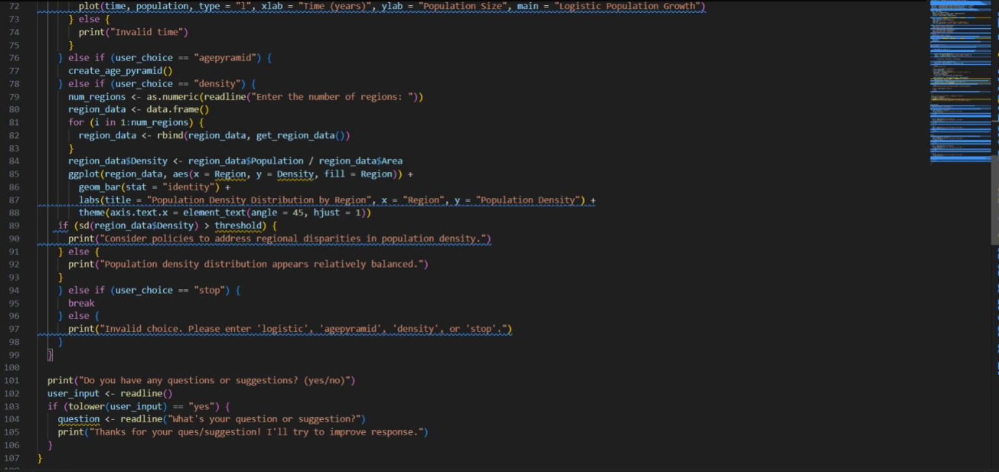 72 plot(time, population, type = "l", xlab = "Time (years)", ylab = "Population Size", main = "Logistic Population Growth")
73 } else {
74 print("Invalid time")
75 }
76 } else if (user_choice == "agepyramid") {
77 create_age_pyramid()
78 } else if (user_choice == "density") {
79 num_regions <- as.numeric(readline("Enter the number of regions: "))
80 region_data <- data.frame()
81 for (i in 1:num_regions) {
82 region_data <- rbind(region_data, get_region_data())
83 }
84 region_data$Density <- region_data$Population / region_data$Area
85 ggplot(region_data, aes(x = Region, y = Density, fill = Region)) +
86 geom_bar(stat = "identity") +
87 labs(title = "Population Density Distribution by Region", x = "Region", y = "Population Density") +
88 theme(axis.text.x = element_text(angle = 45, hjust = 1))
89 if (sd(region_data$Density) > threshold) {
90 print("Consider policies to address regional disparities in population density.")
91 } else {
92 print("Population density distribution appears relatively balanced.")
93 }
94 } else if (user_choice == "stop") {
95 break
96 } else {
97 print("Invalid choice. Please enter 'logistic', 'agepyramid', 'density', or 'stop'.")
98 }
99 }
100
101 print("Do you have any questions or suggestions? (yes/no)")
102 user_input <- readline()
103 if (tolower(user_input) == "yes") {
104 question <- readline("What's your question or suggestion?")
105 print("Thanks for your ques/suggestion! I'll try to improve response.")
106 }
107 }